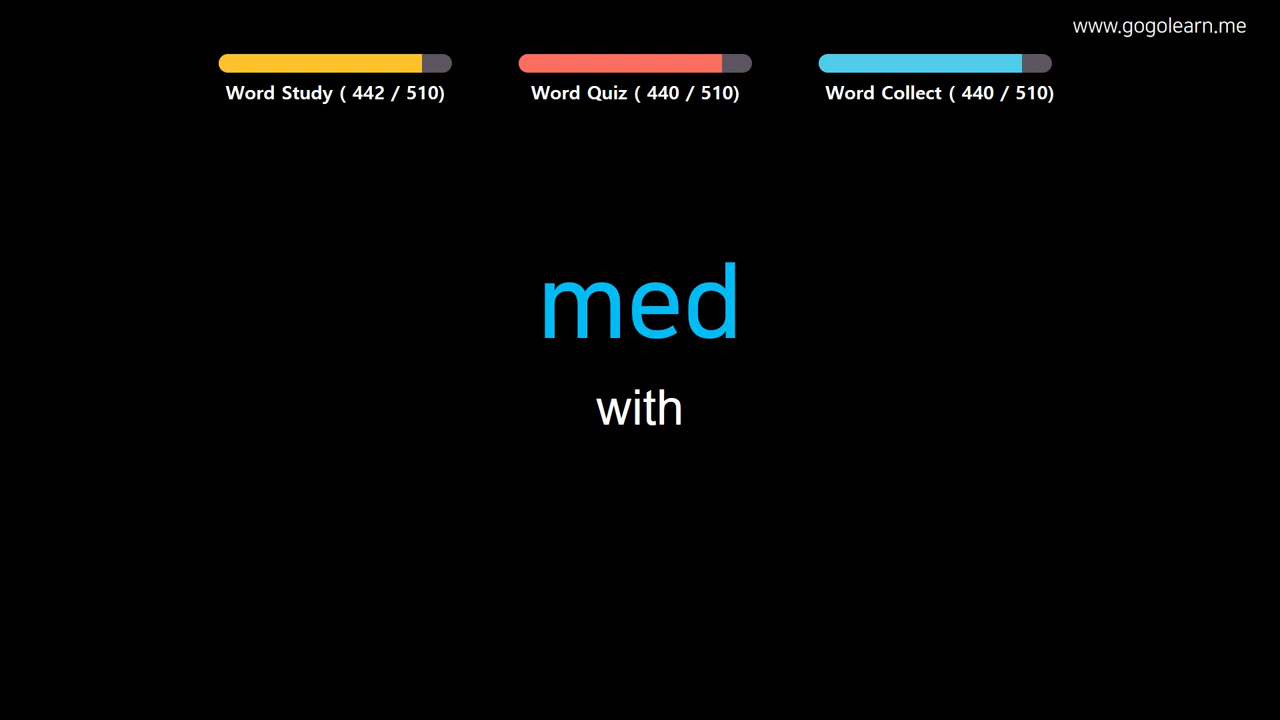 www.gogolearn.me
Word Study ( 442 / 510)
Word Quiz ( 440 / 510)
Word Collect ( 440 / 510)
med
with